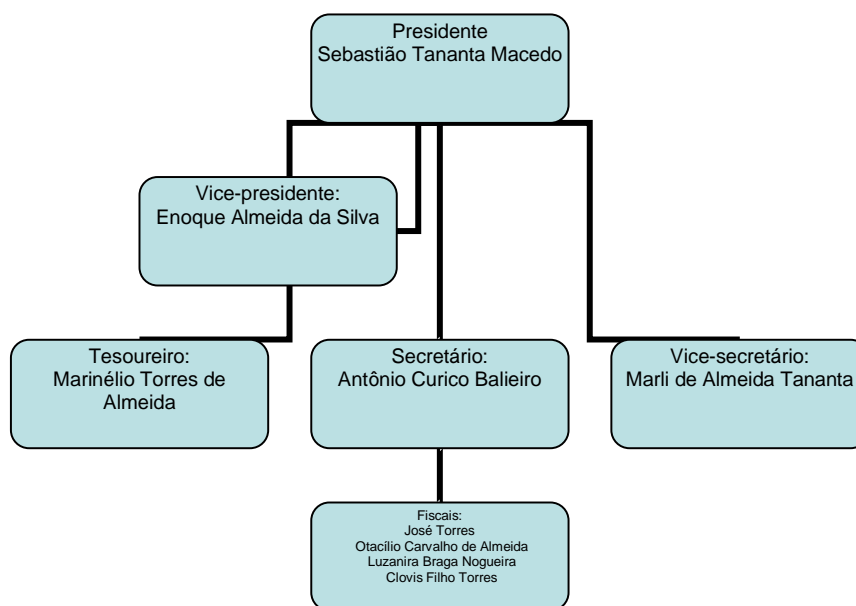 Presidente
Sebastião Tananta Macedo
Vice-presidente:
Enoque Almeida da Silva
Tesoureiro:
Marinélio Torres de
Almeida
Secretário:
Antônio Curico Balieiro
Vice-secretário:
Marli de Almeida Tananta
Fiscais:
José Torres
Otacílio Carvalho de Almeida
Luzanira Braga Nogueira
Clovis Filho Torres